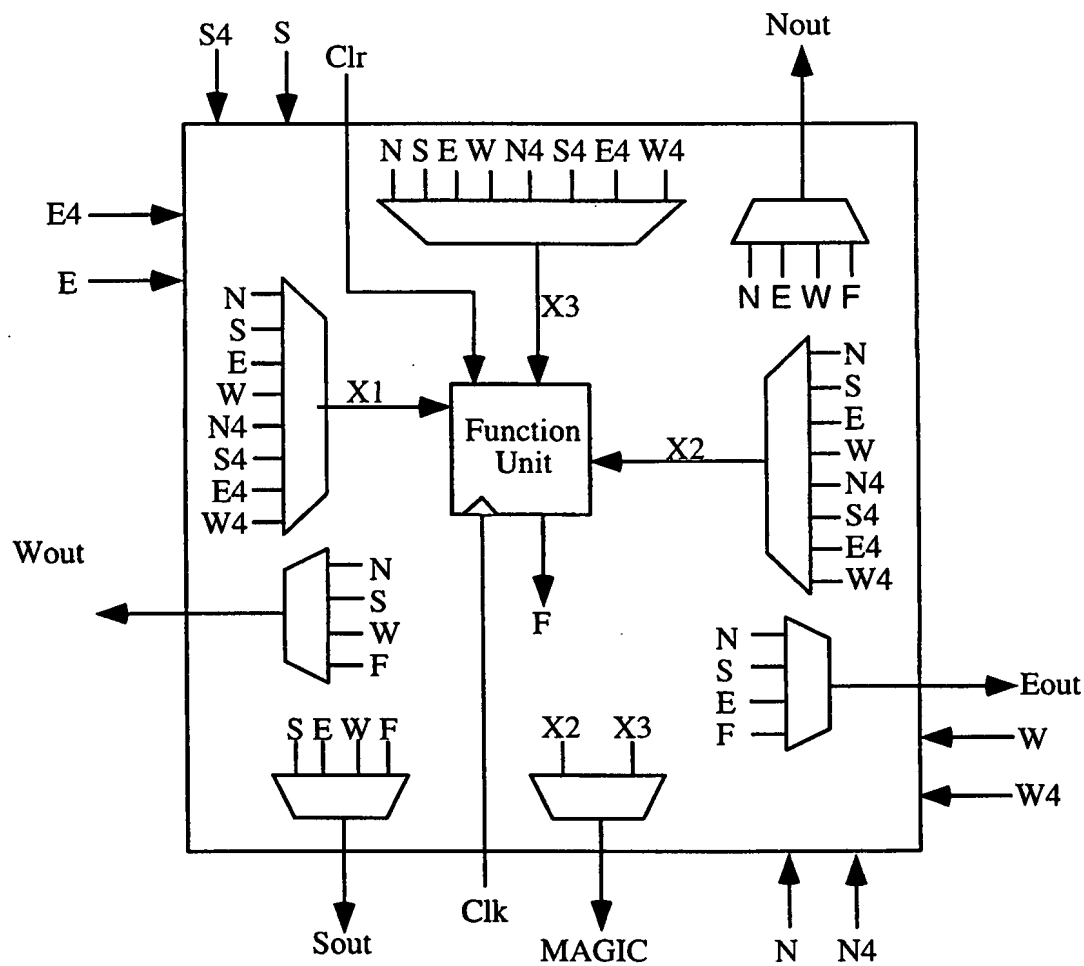 S4 S
Clr
Nout
N S E W N4 S4 E4 W4
E4
E
N E W F
X3
N
S
E
W
N4
S4
E4
W4
X1
Function
Unit
X2
N
S
E
W
N4
S4
E4
W4
Wout
N
S
W
F
F
N
S
E
F
Eout
W
W4
S E W F
X2 X3
Sout
Clk
MAGIC
N N4